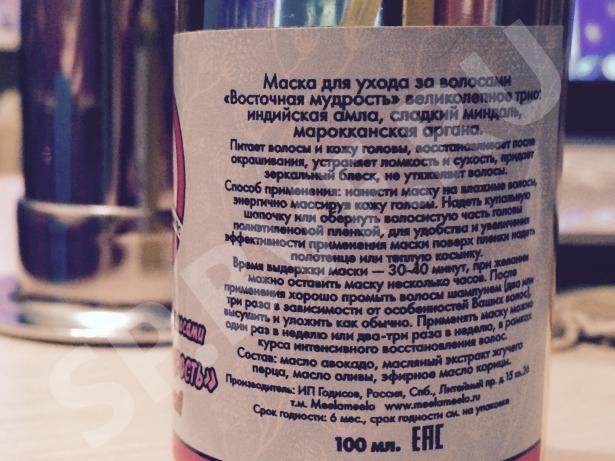 Маска для ухода за волосами
«Восточная мудрость» великолепное трио:
индийская амла, сладкий миндаль,
марокканская аргана.
Питает волосы и кожу головы, восстанавливает после
окрашивания, устраняет ломкость и сухость, придает
зеркальный блеск, не утяжеляет волосы.
Способ применения: нанести маску на влажные волосы,
энергично массируя кожу головы. Надеть купальную
шапочку или обернуть волосистую часть головы
полиэтиленовой пленкой, для удобства и увеличения
эффективности применения маски поверх пленки надеть
полотенце или теплую косынку.
Время выдержки маски — 30-40 минут, при желании
можно оставить маску несколько часов. После
применения хорошо промыть волосы шампунем (два или
три раза в зависимости от особенностей Ваших волос),
высушить и уложить как обычно. Применять маску можно
один раз в неделю или два-три раза в неделю, в рамках
курса интенсивного восстановления волос.
Состав: масло авокадо, масляный экстракт жгучего
перца, масло оливы, эфирное масло корицы.
Производитель: ИП Годисов, Россия, Спб., Литейный пр. д.15 кв.26
т.м. Meelameelo www.meelameelo.ru
Срок годности: 6 мес., срок годности см. на упаковке
100 мл. EAC